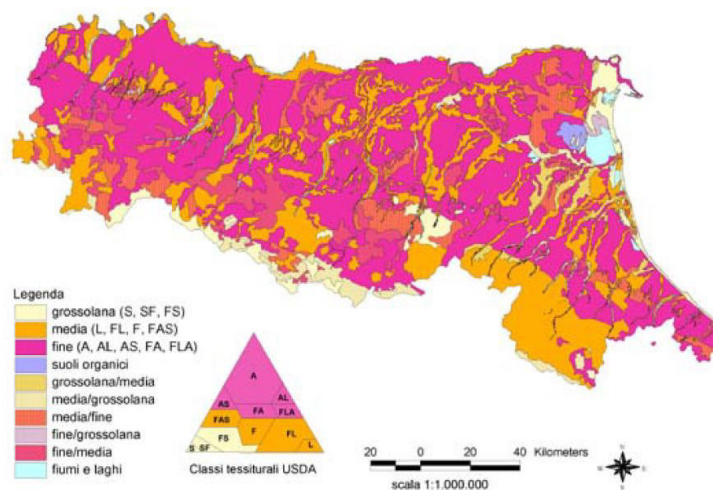 Legenda
grossolana (S, SF, FS)
media (L, FL, F, FAS)
fine (A, AL, AS, FA, FLA)
suoli organici
grossolana/media
media/grossolana
media/fine
fine/grossolana
fine/media
fiumi e laghi
A
AS
AL
FA
FLA
FAS
F
FL
FS
S
SF
L
Classi tessiturali USDA
20 0 20 40 Kilometers
scala 1:1.000.000